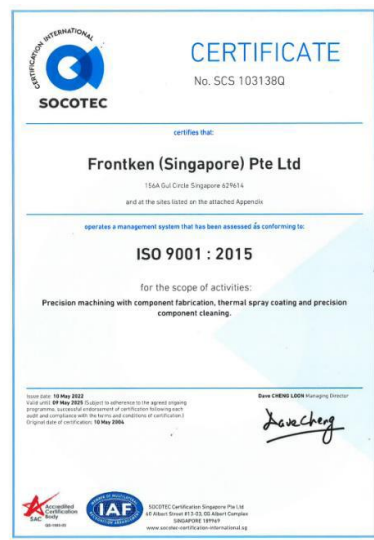 CERTIFICATION INTERNATIONAL
SOCOTEC
CERTIFICATE
No. SCS 103138Q
certifies that:
Frontken (Singapore) Pte Ltd
156A Gul Circle Singapore 629614
and at the sites listed on the attached Appendix
operates a management system that has been assessed as conforming to:
ISO 9001 : 2015
for the scope of activities:
Precision machining with component fabrication, thermal spray coating and precision
component cleaning.
Issue date: 10 May 2022
Valid until: 09 May 2025 (Subject to adherence to the agreed ongoing
programme, successful endorsement of certification following each
audit and compliance with the terms and conditions of certification.)
Original date of certification: 10 May 2004
Dave CHENG LOON Managing Director
Dave Cheng
SAC
Accredited
Certification
Body
IAF
SOCOTEC Certification Singapore Pte Ltd
60 Albert Street #13-03, OG Albert Complex
SINGAPORE 189969
www.socotec-certification-international.sg